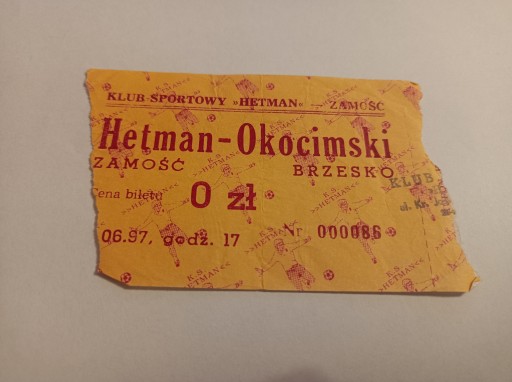 KLUB SPORTOWY »HETMAN« — ZAMOŚĆ
Hetman-Okocimski
ZAMOŚĆ BRZESKO
Cena biletu 0 zł
06.97, godz. 17 Nr 000086
KLUB
K.S.
»HETMAN«